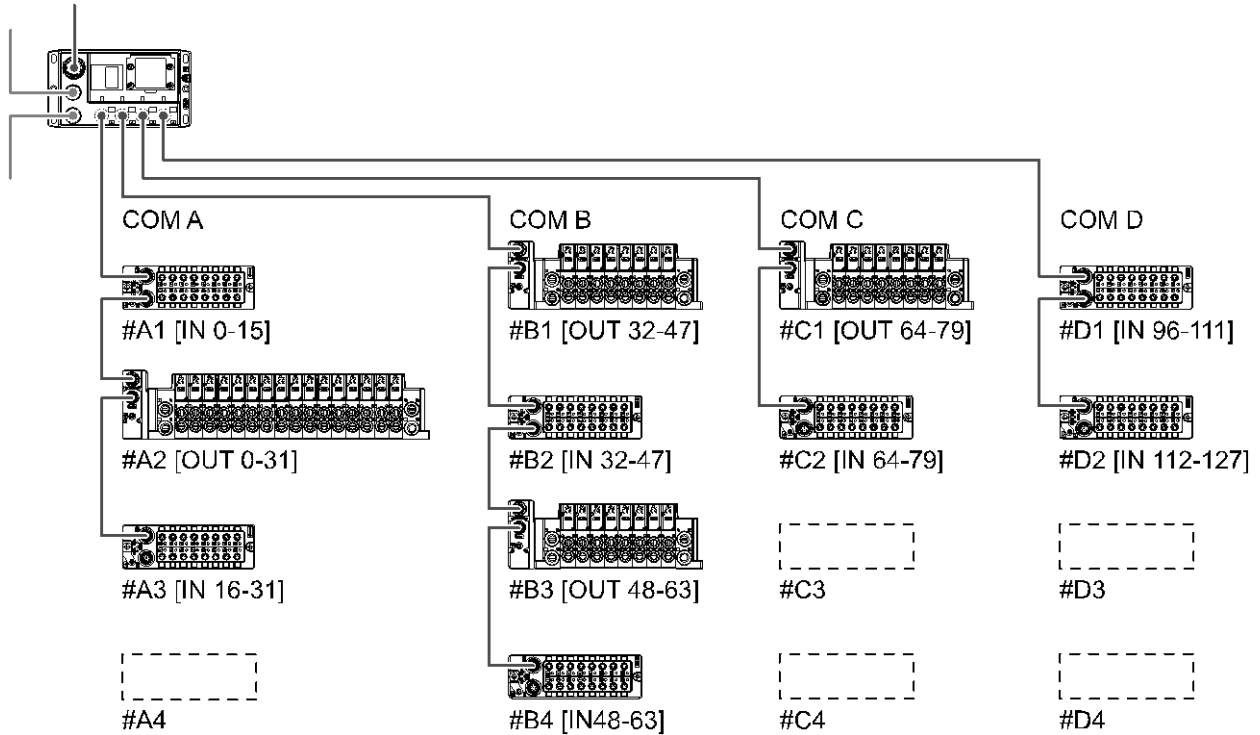 COM A
COM B
COM C
COM D
#A1 [IN 0-15]
#B1 [OUT 32-47]
#C1 [OUT 64-79]
#D1 [IN 96-111]
#A2 [OUT 0-31]
#B2 [IN 32-47]
#C2 [IN 64-79]
#D2 [IN 112-127]
#A3 [IN 16-31]
#B3 [OUT 48-63]
#C3
#D3
#A4
#B4 [IN48-63]
#C4
#D4